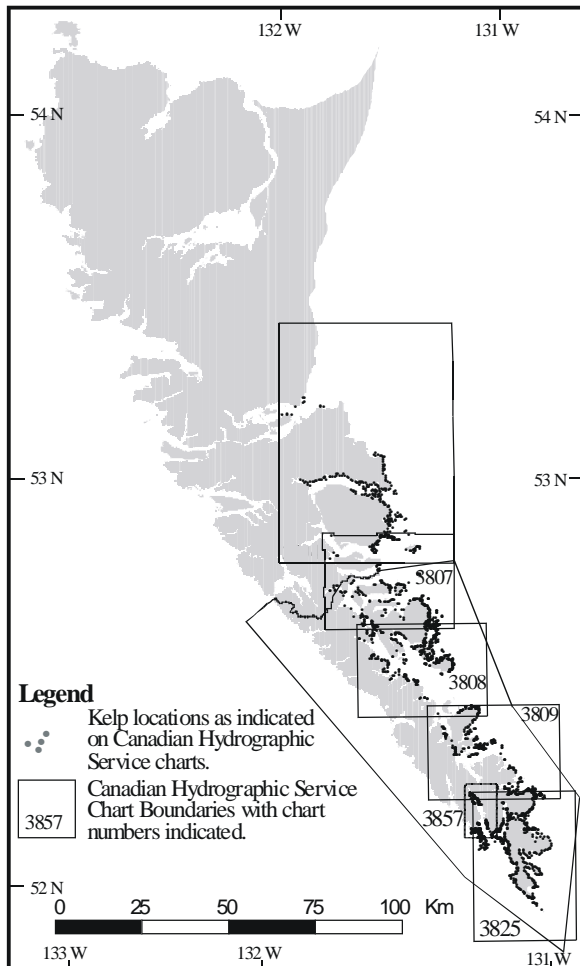 132 W 131 W
54 N 54 N
53 N 53 N
3807
3808
3809
Legend
Kelp locations as indicated
on Canadian Hydrographic
Service charts.
Canadian Hydrographic Service
Chart Boundaries with chart
numbers indicated.
3857
3857
52 N
0 25 50 75 100 Km
3825
133 W 132 W 131 W